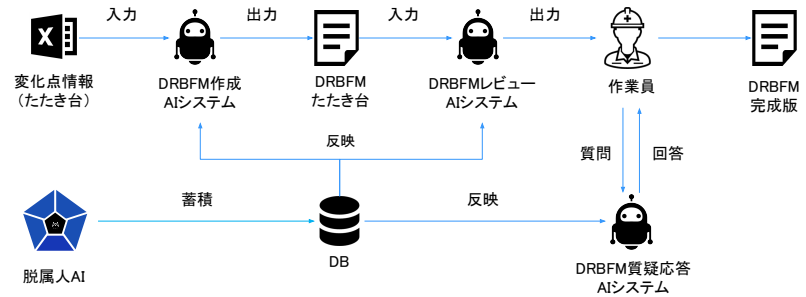 入力
出力
入力
出力
X
変化点情報
（たたき台）
DRBFM作成
AIシステム
DRBFM
たたき台
DRBFMレビュー
AIシステム
作業員
DRBFM
完成版
反映
質問
回答
蓄積
反映
脱属人AI
DB
DRBFM質疑応答
AIシステム